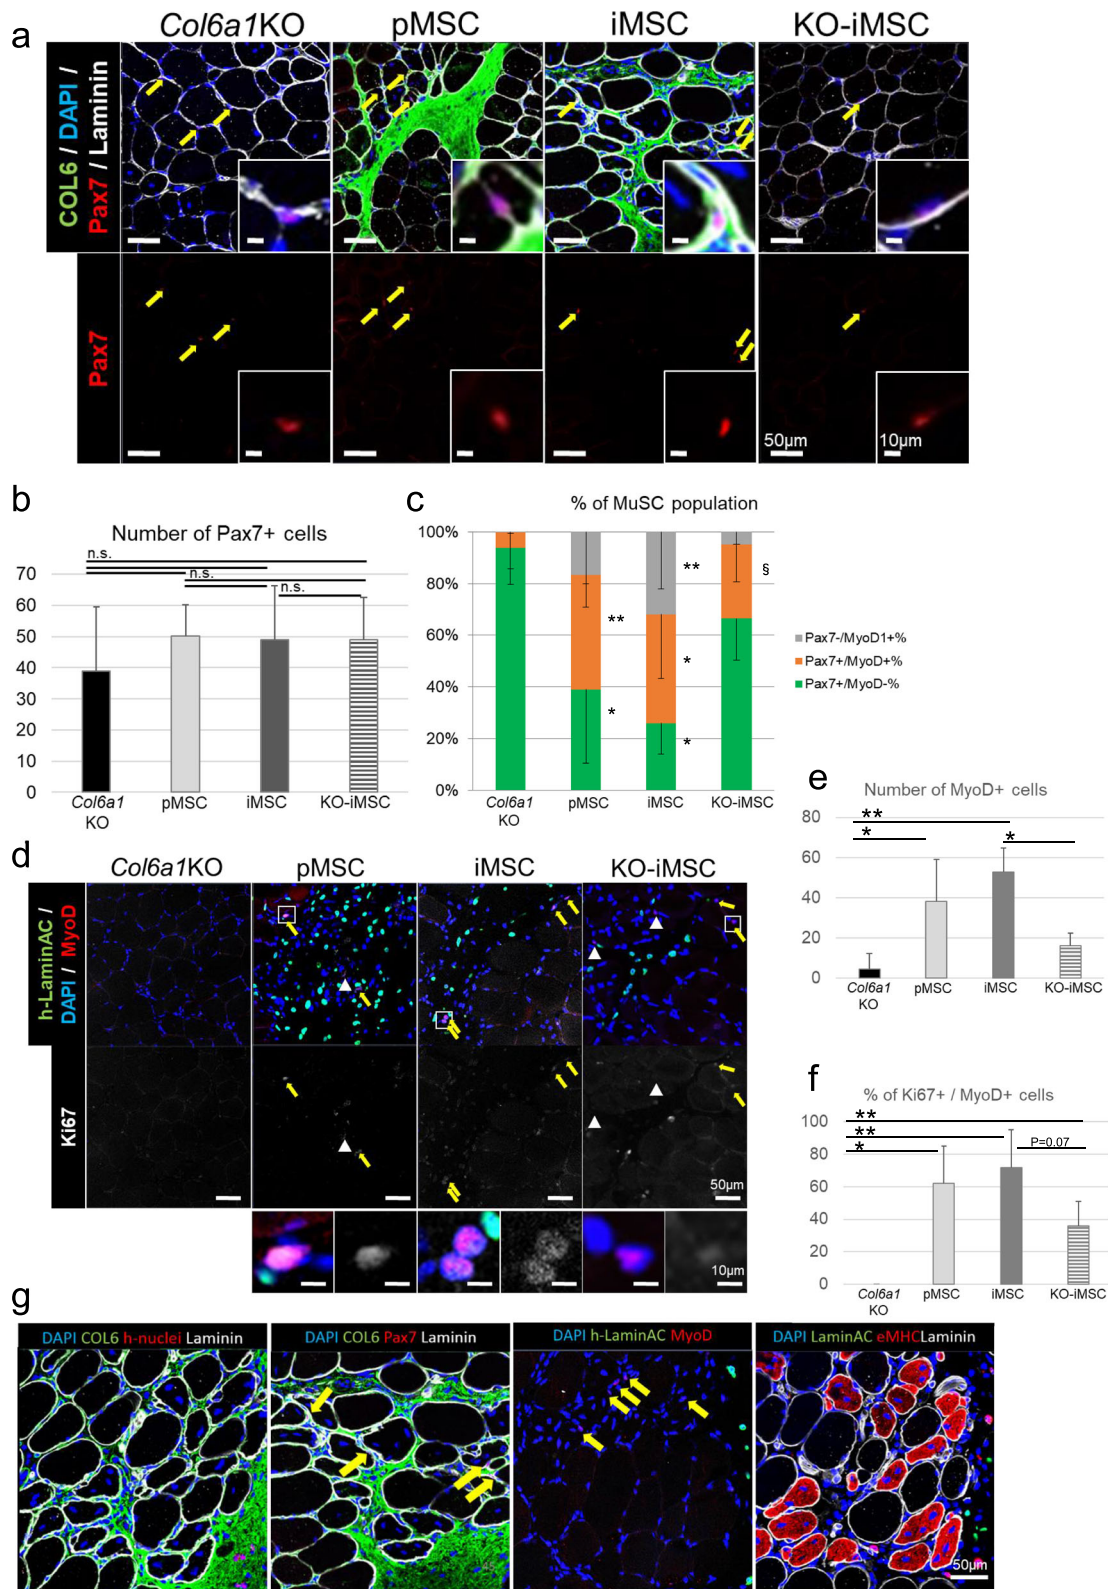 a
Col6a1KO
pMSC
iMSC
KO-iMSC
COL6 / DAPI /
Pax7 / Laminin
Pax7
50µm
10µm
b
Number of Pax7+ cells
n.s.
n.s.
n.s.
70
60
50
40
30
20
10
0
Col6a1
KO
pMSC
iMSC
KO-iMSC
c
% of MuSC population
100%
80%
60%
40%
20%
0%
**
*
**
*
*
§
Col6a1
KO
pMSC
iMSC
KO-iMSC
Pax7-/MyoD1+%
Pax7+/MyoD+%
Pax7+/MyoD-%
d
Col6a1KO
pMSC
iMSC
KO-iMSC
h-LaminAC /
DAPI / MyoD
Ki67
50µm
10µm
e
Number of MyoD+ cells
80
60
40
20
0
**
*
*
Col6a1
KO
pMSC
iMSC
KO-iMSC
f
% of Ki67+ / MyoD+ cells
100
80
60
40
20
0
**
**
*
P=0.07
Col6a1
KO
pMSC
iMSC
KO-iMSC
g
DAPI COL6 h-nuclei Laminin
DAPI COL6 Pax7 Laminin
DAPI h-LaminAC MyoD
DAPI LaminAC eMHCLaminin
50µm